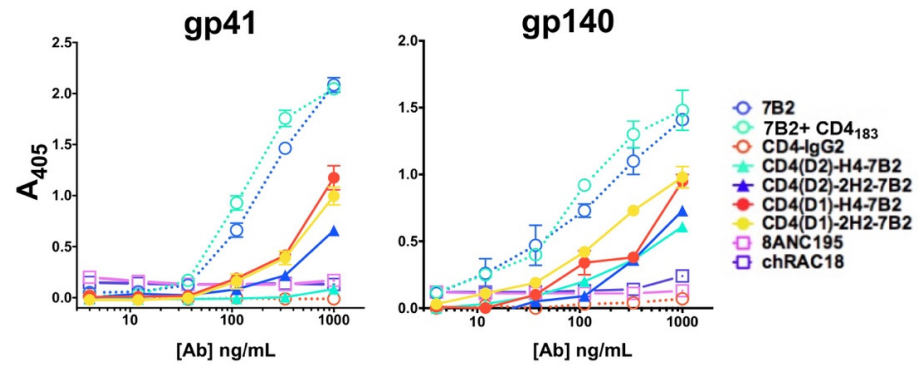 gp41
gp140
A405
2.5
2.0
1.5
1.0
0.5
0.0
10
100
1000
[Ab] ng/mL
2.0
1.5
1.0
0.5
0.0
10
100
1000
[Ab] ng/mL
7B2
7B2+ CD4183
CD4-IgG2
CD4(D2)-H4-7B2
CD4(D2)-2H2-7B2
CD4(D1)-H4-7B2
CD4(D1)-2H2-7B2
8ANC195
chRAC18